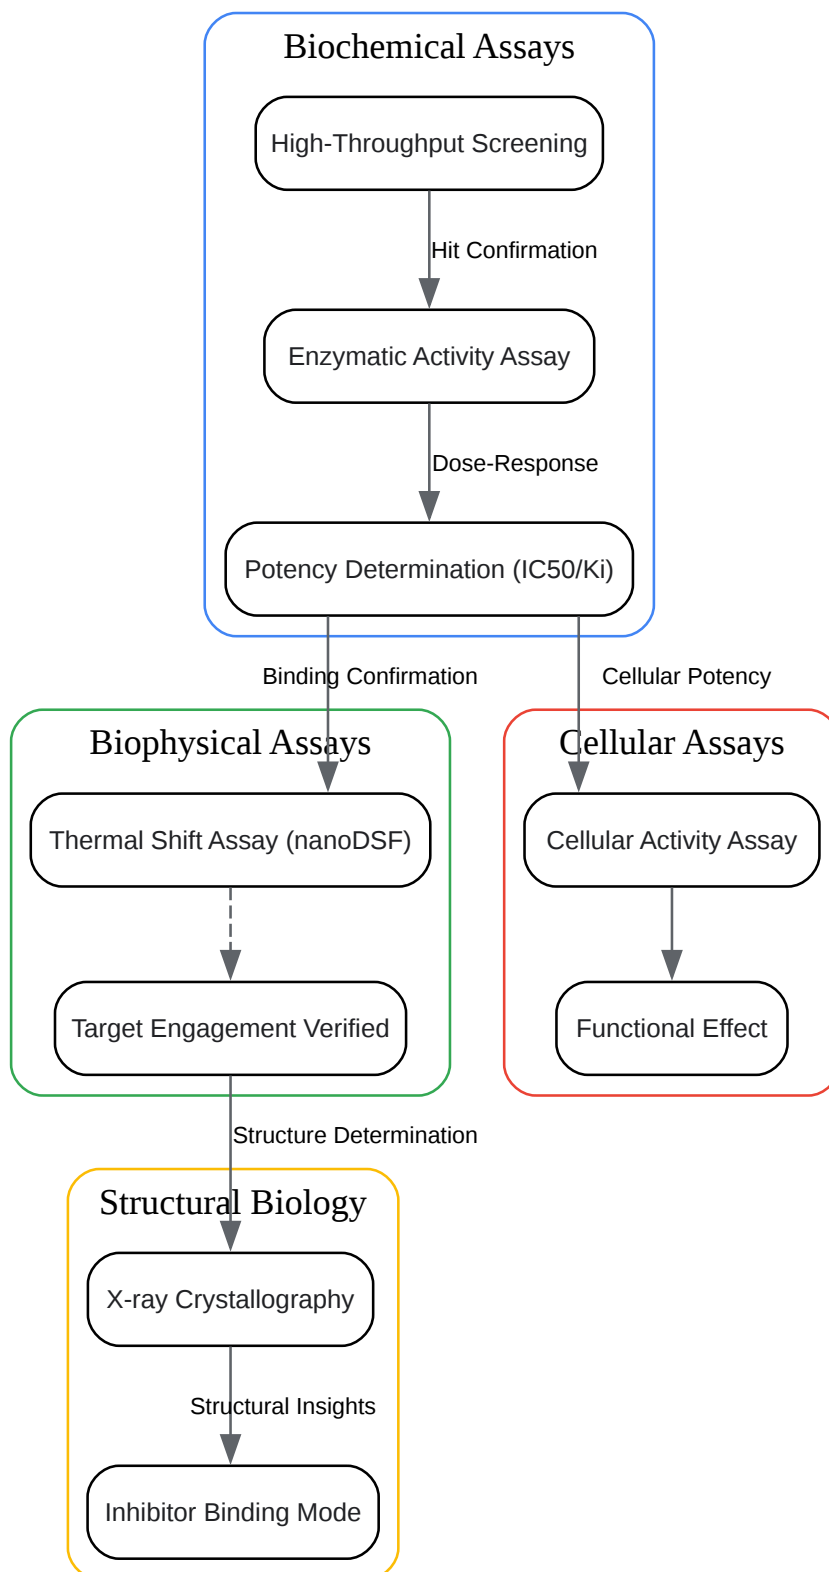 Biochemical Assays
High-Throughput Screening
Hit Confirmation
Enzymatic Activity Assay
Dose-Response
Potency Determination (IC50/Ki)
Binding Confirmation
Cellular Potency
Biophysical Assays
Cellular Assays
Thermal Shift Assay (nanoDSF)
Cellular Activity Assay
Target Engagement Verified
Functional Effect
Structure Determination
Structural Biology
X-ray Crystallography
Structural Insights
Inhibitor Binding Mode